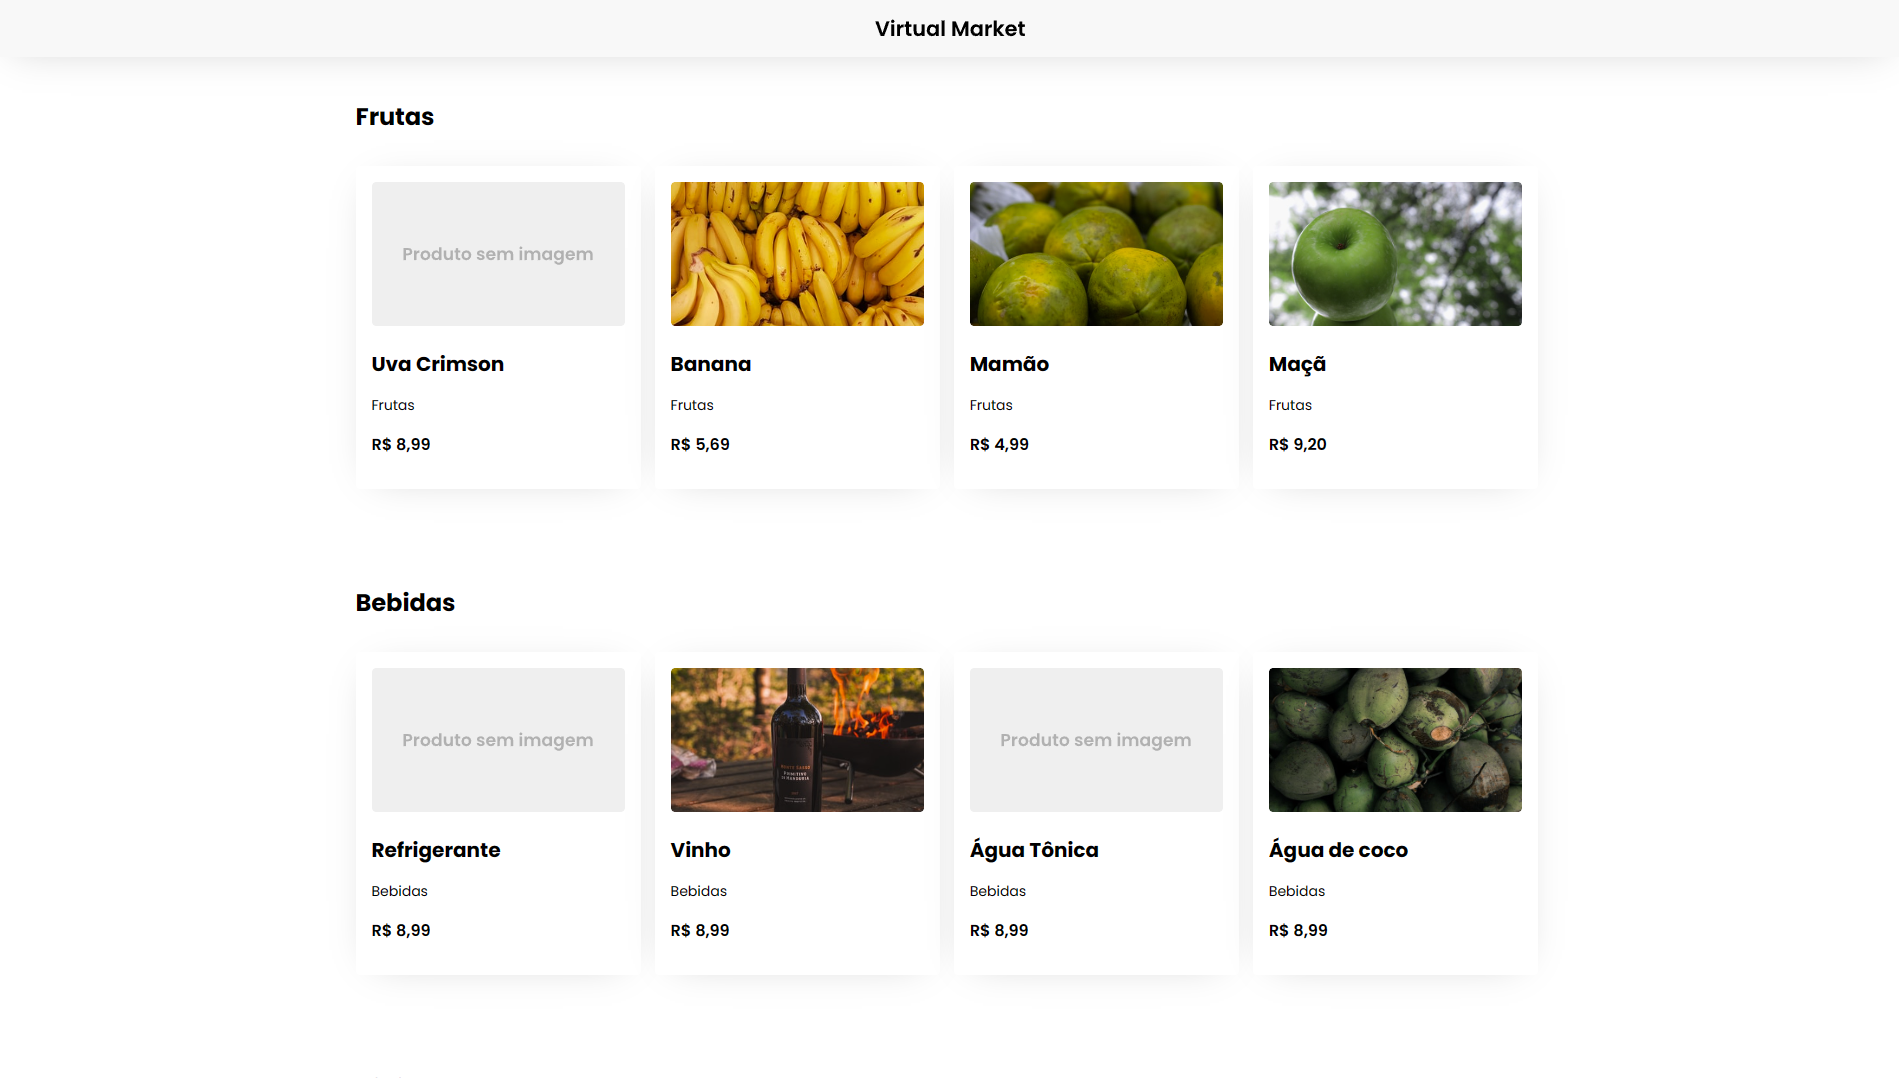 Virtual Market
Frutas
Produto sem imagem
Uva Crimson
Frutas
R$ 8,99
Banana
Frutas
R$ 5,69
Mamão
Frutas
R$ 4,99
Maçã
Frutas
R$ 9,20
Bebidas
Produto sem imagem
Refrigerante
Bebidas
R$ 8,99
Vinho
Bebidas
R$ 8,99
Produto sem imagem
Água Tônica
Bebidas
R$ 8,99
Água de coco
Bebidas
R$ 8,99